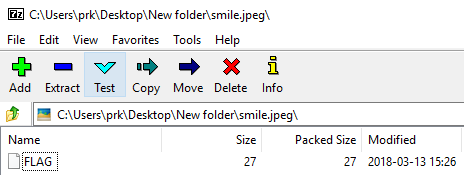 7z C:\Users\prk\Desktop\New folder\smile.jpeg\
File Edit View Favorites Tools Help
Add Extract Test Copy Move Delete Info
C:\Users\prk\Desktop\New folder\smile.jpeg\
Name Size Packed Size Modified
FLAG 27 27 2018-03-13 15:26